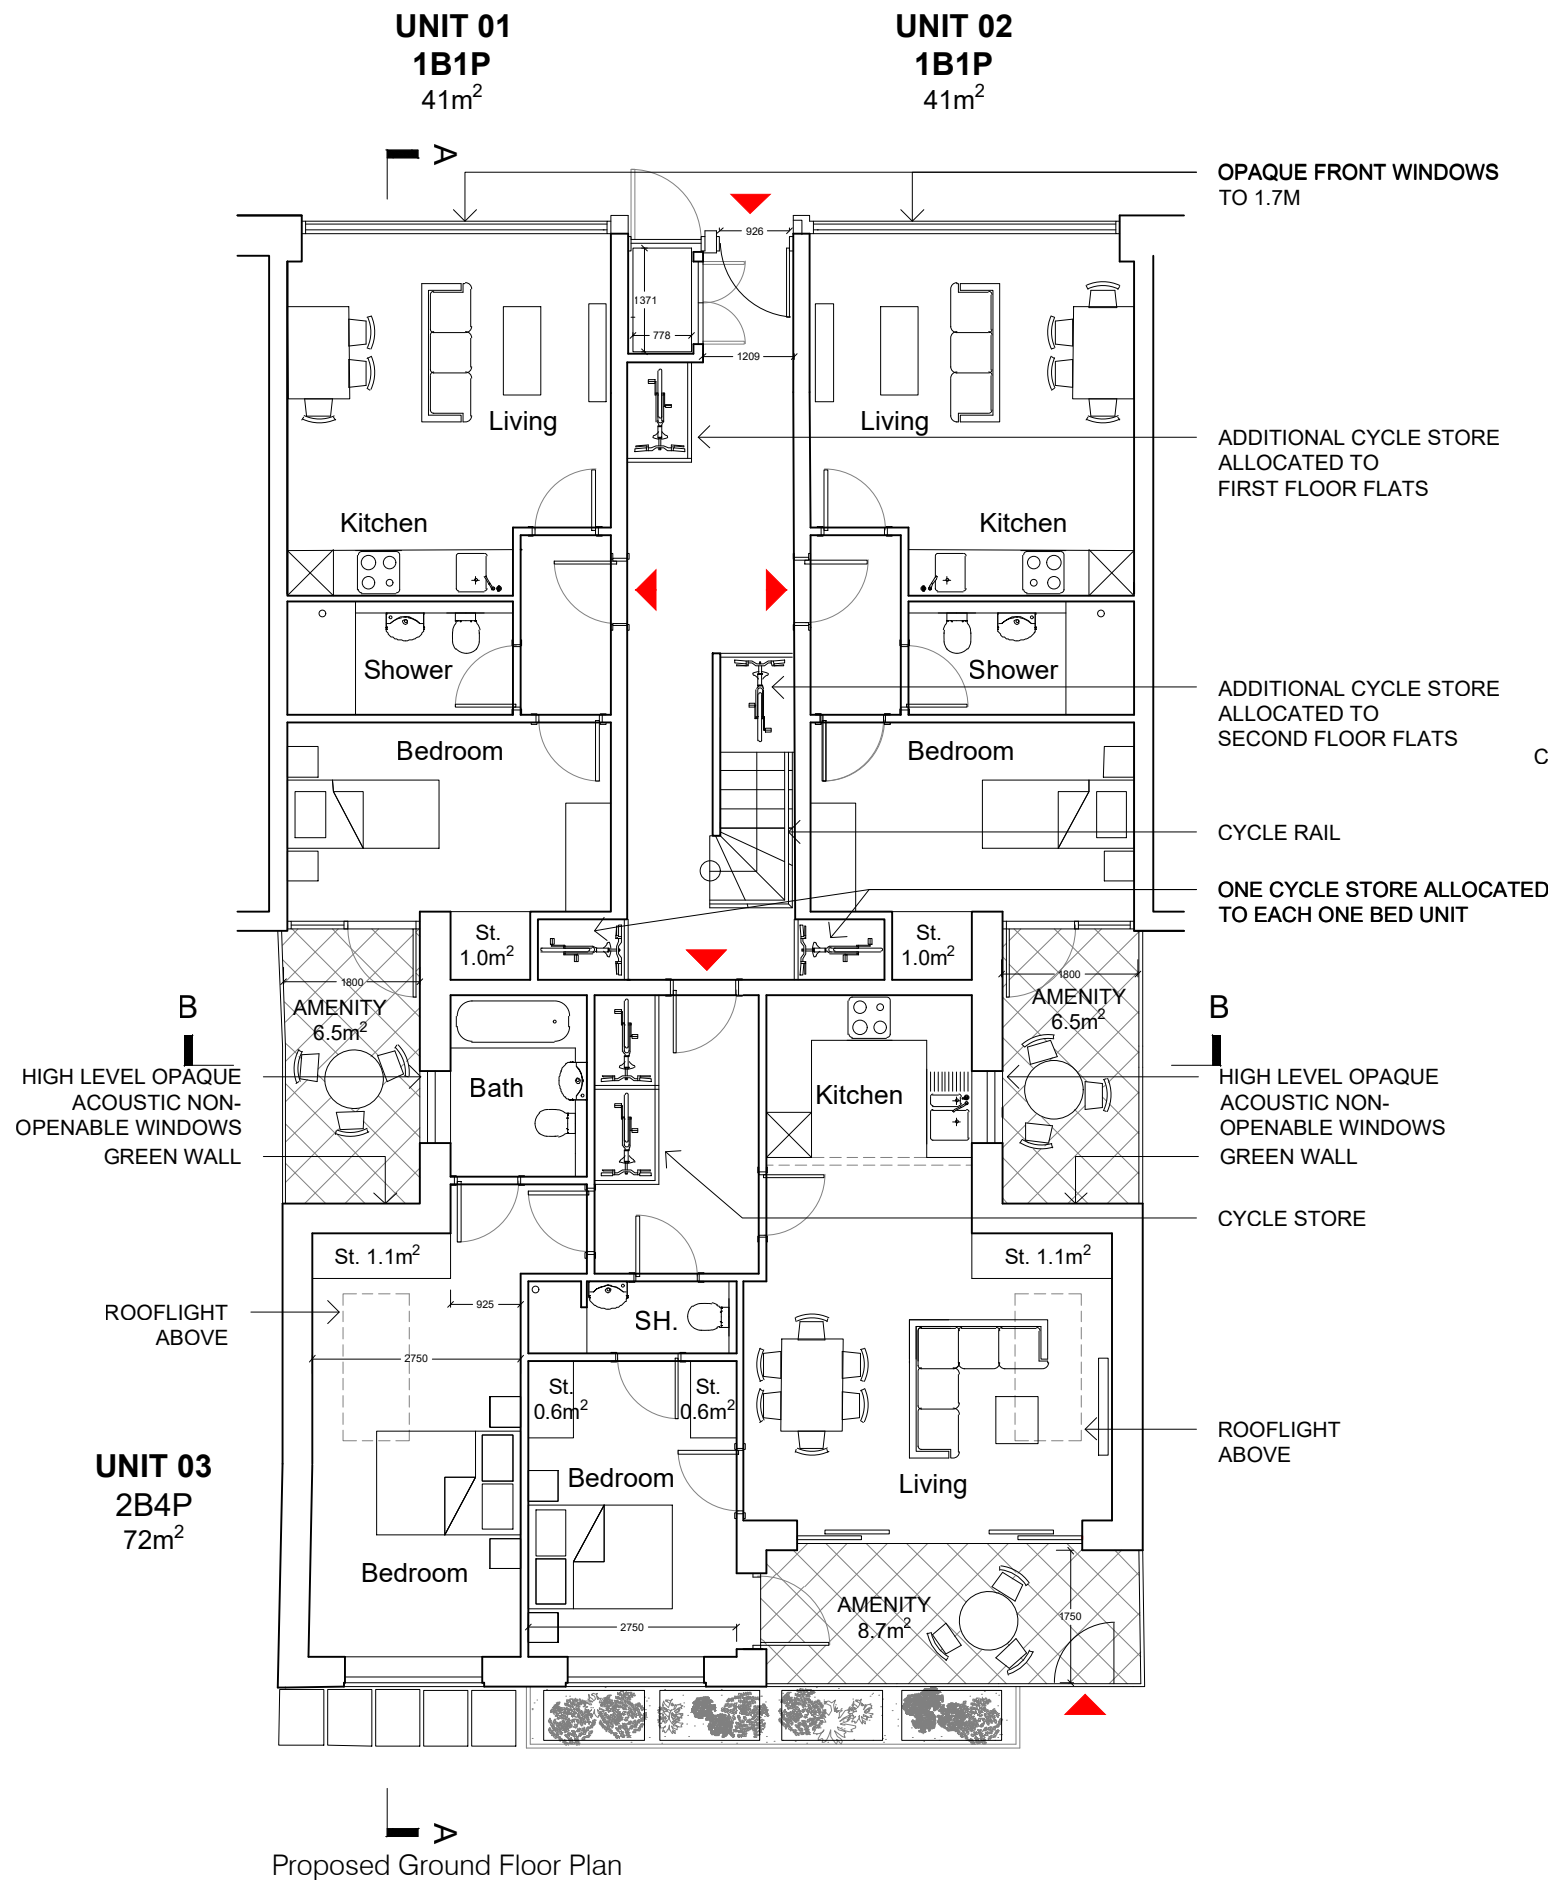 UNIT 01
1B1P
41m²
UNIT 02
1B1P
41m²
A
OPAQUE FRONT WINDOWS
TO 1.7M
926
1371
778
1209
Living
Living
ADDITIONAL CYCLE STORE
ALLOCATED TO
FIRST FLOOR FLATS
Kitchen
Kitchen
Shower
Shower
ADDITIONAL CYCLE STORE
ALLOCATED TO
SECOND FLOOR FLATS
Bedroom
Bedroom
C
CYCLE RAIL
ONE CYCLE STORE ALLOCATED
TO EACH ONE BED UNIT
St.
1.0m²
St.
1.0m²
1800
AMENITY
6.5m²
1800
AMENITY
6.5m²
B
B
HIGH LEVEL OPAQUE
ACOUSTIC NON-
OPENABLE WINDOWS
GREEN WALL
Bath
Kitchen
HIGH LEVEL OPAQUE
ACOUSTIC NON-
OPENABLE WINDOWS
GREEN WALL
CYCLE STORE
St. 1.1m²
St. 1.1m²
925
ROOFLIGHT
ABOVE
SH.
2750
St.
0.6m²
St.
0.6m²
ROOFLIGHT
ABOVE
UNIT 03
2B4P
72m²
Bedroom
Living
Bedroom
2750
AMENITY
8.7m²
1750
A
Proposed Ground Floor Plan